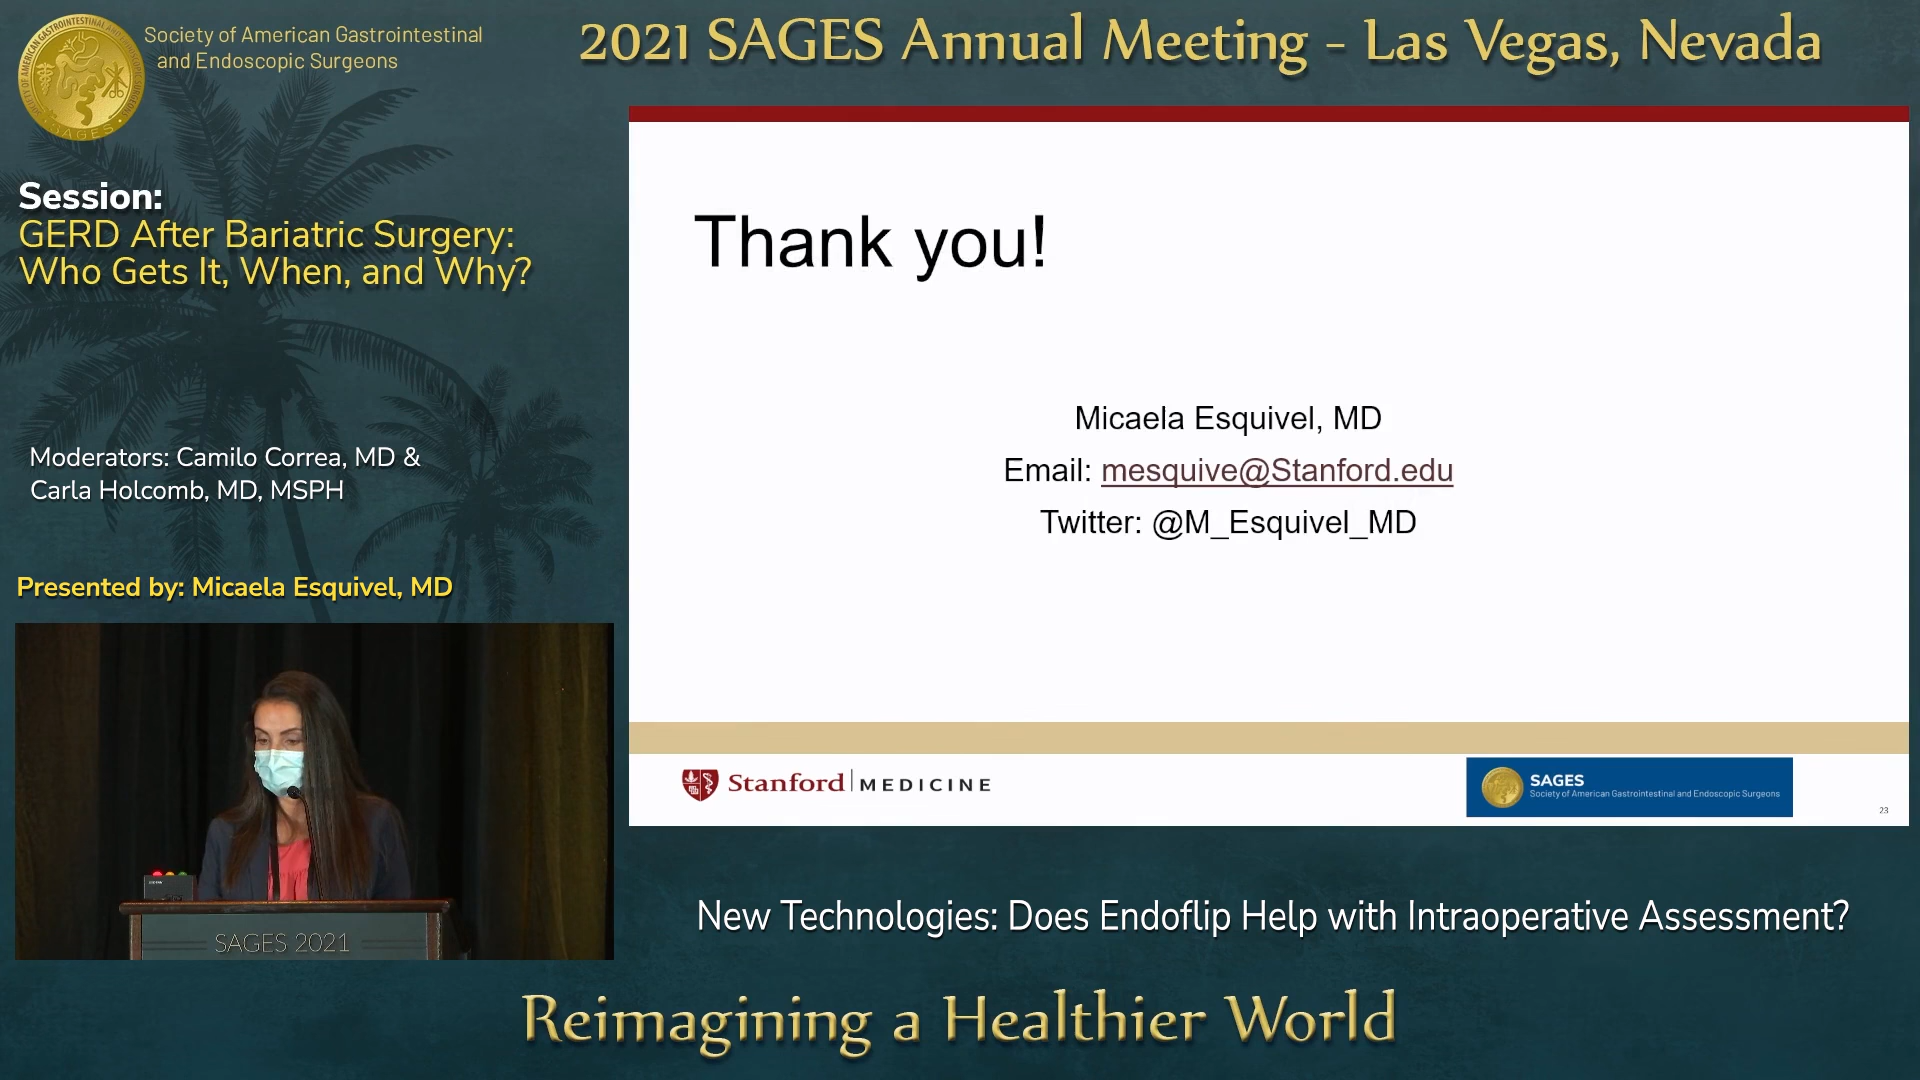 Society of American Gastrointestinal
and Endoscopic Surgeons
SAGES
2021 SAGES Annual Meeting - Las Vegas, Nevada
Session:
GERD After Bariatric Surgery:
Who Gets It, When, and Why?
Moderators: Camilo Correa, MD &
Carla Holcomb, MD, MSPH
Presented by: Micaela Esquivel, MD
SAGES 2021
Thank you!
Micaela Esquivel, MD
Email: mesquive@Stanford.edu
Twitter: @M_Esquivel_MD
Stanford MEDICINE
SAGES
Society of American Gastrointestinal and Endoscopic Surgeons
23
New Technologies: Does Endoflip Help with Intraoperative Assessment?
Reimagining a Healthier World